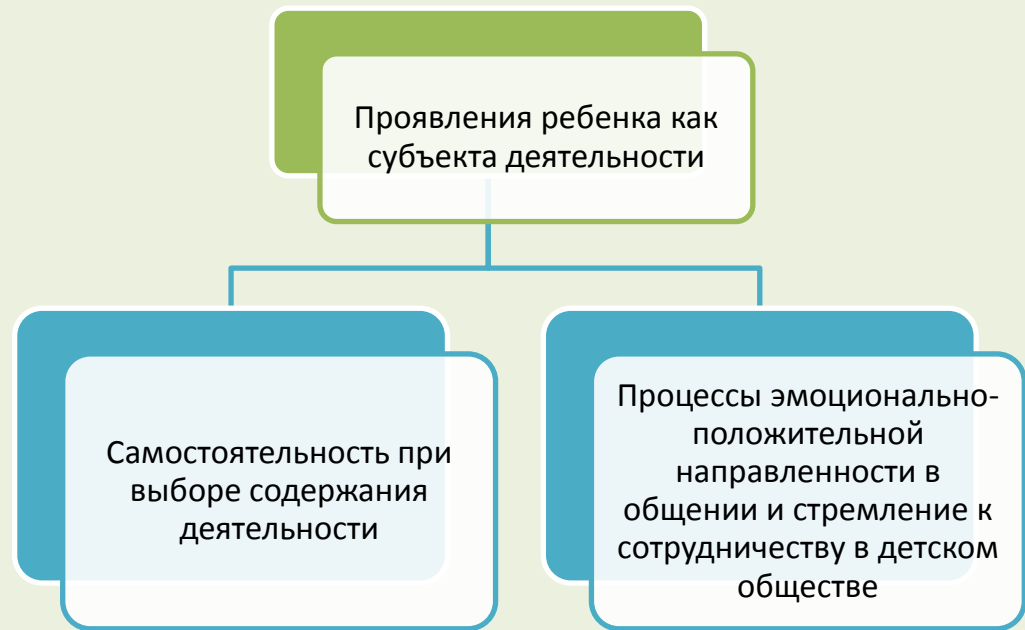 Проявления ребенка как
субъекта деятельности
Самостоятельность при
выборе содержания
деятельности
Процессы эмоционально-
положительной
направленности в
общении и стремление к
сотрудничеству в детском
обществе